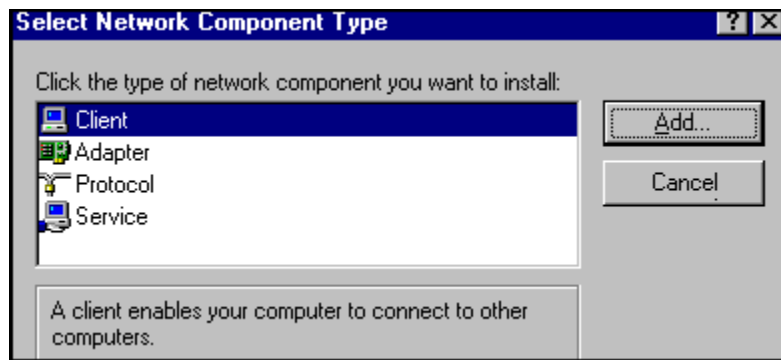 Select Network Component Type
Click the type of network component you want to install:
Client
Add...
Adapter
Protocol
Cancel
Service
A client enables your computer to connect to other
computers.